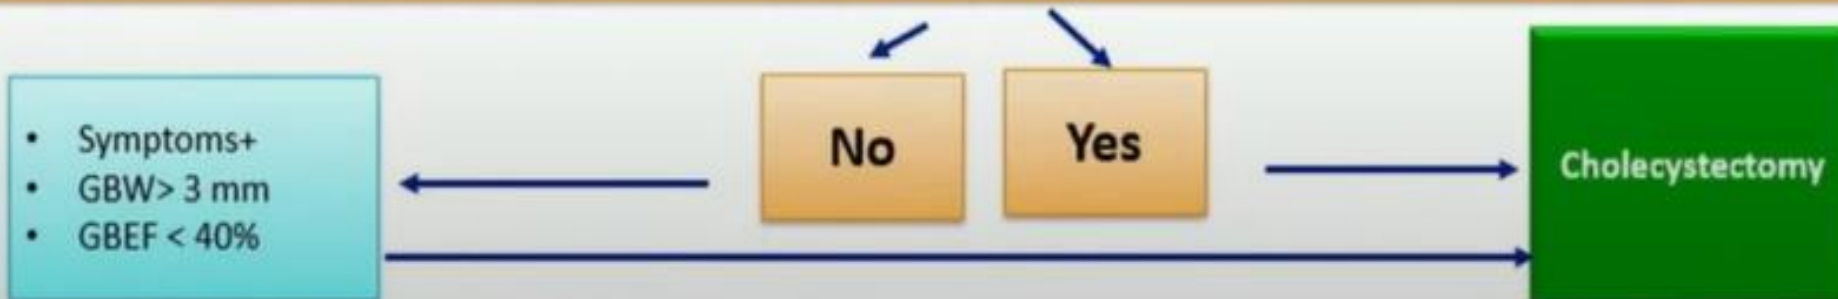 • Symptoms+
• GBW> 3 mm
• GBEF < 40%
No
Yes
Cholecystectomy